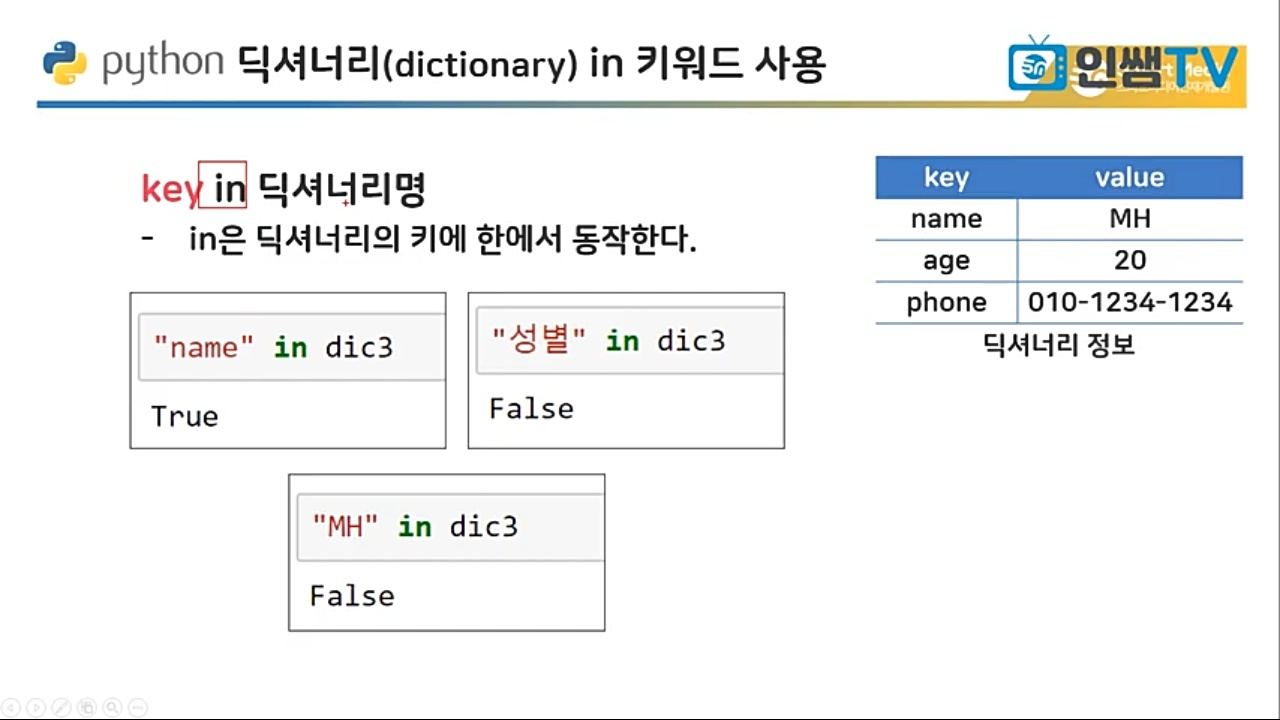 python 딕셔너리(dictionary) in 키워드 사용
인쌤TV
key in 딕셔너리명
- in은 딕셔너리의 키에 한에서 동작한다.
key value
name MH
age 20
phone 010-1234-1234
딕셔너리 정보
"name" in dic3
True
"성별" in dic3
False
"MH" in dic3
False